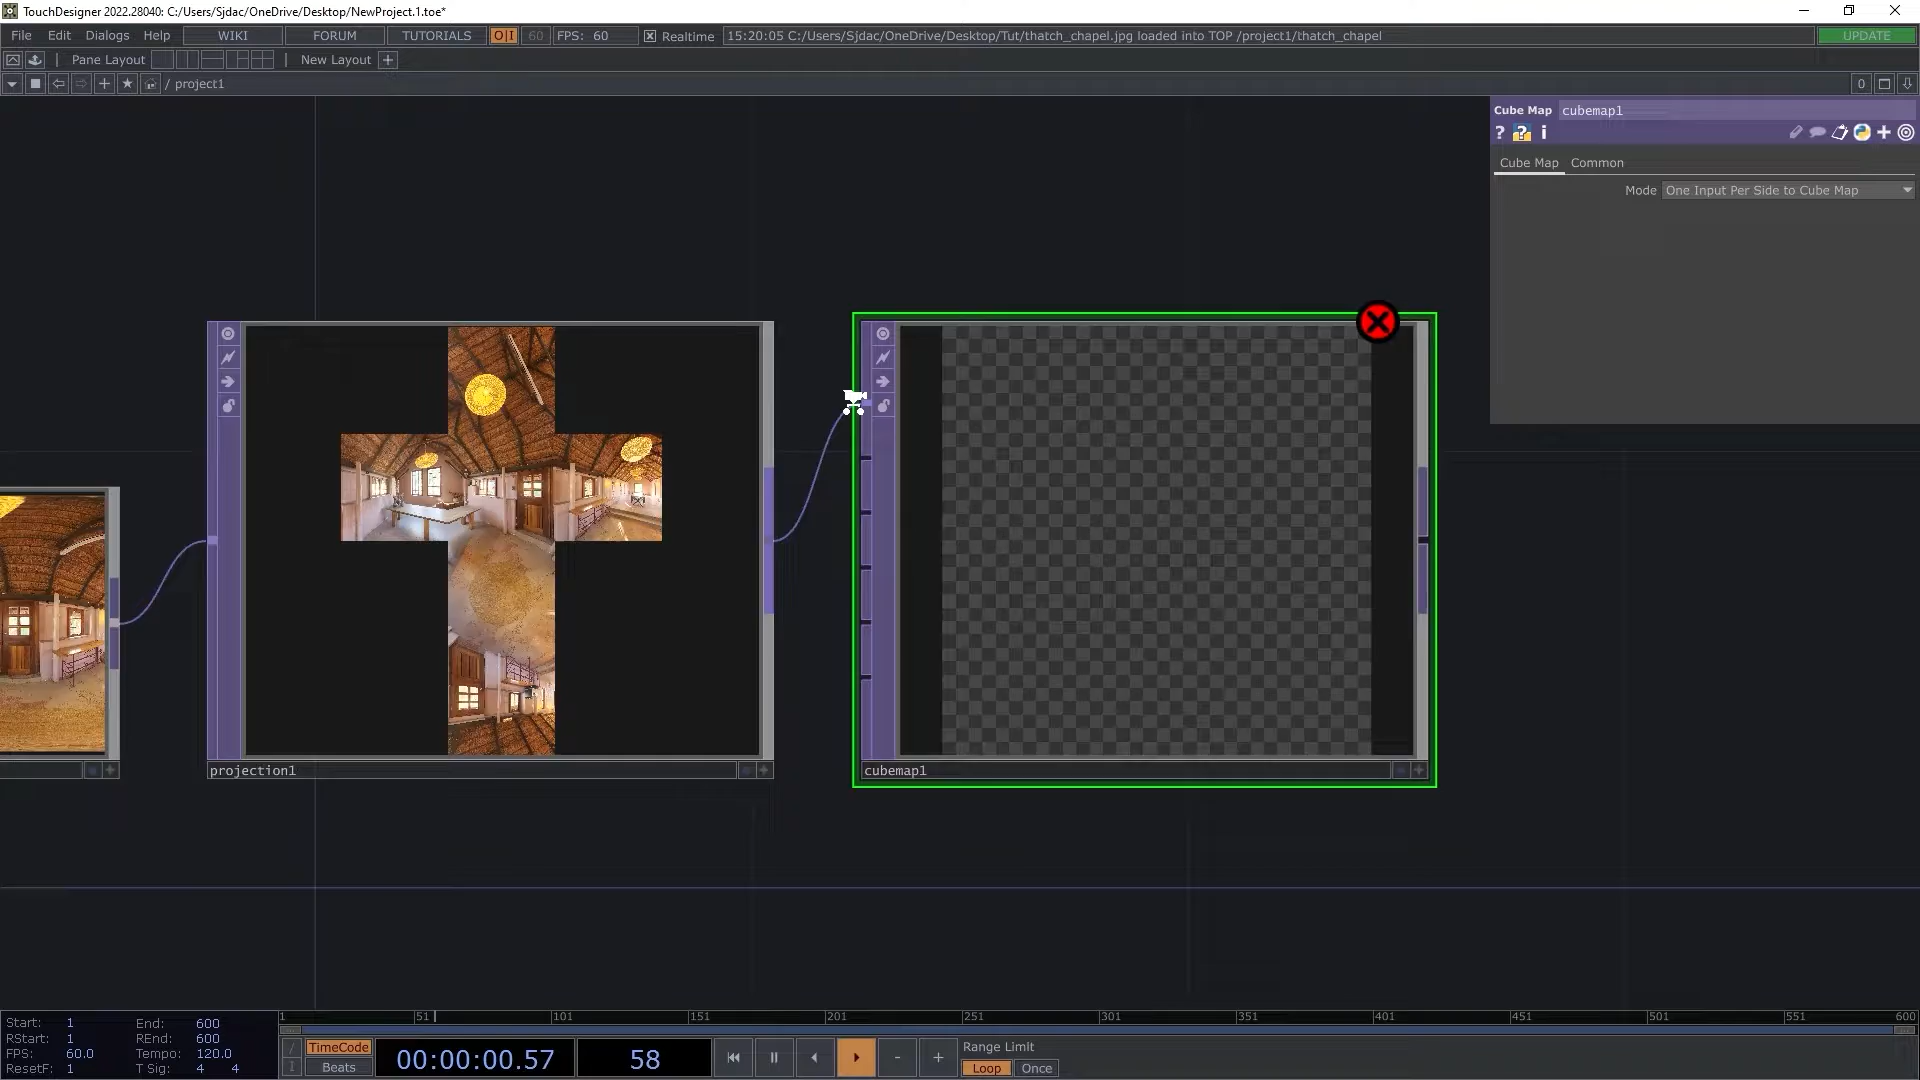 TouchDesigner 2022.28040: C:/Users/Sjdac/OneDrive/Desktop/NewProject.1.toe*
File Edit Dialogs Help WIKI FORUM TUTORIALS O|I 60 FPS: 60 Realtime 15:20:05 C:/Users/Sjdac/OneDrive/Desktop/Tut/thatch_chapel.jpg loaded into TOP /project1/thatch_chapel UPDATE
Pane Layout New Layout +
/ project1 0
Cube Map cubemap1
? ? i
Cube Map Common
Mode One Input Per Side to Cube Map
projection1
cubemap1
1 51 101 151 201 251 301 351 401 451 501 551 600
Start: 1 End: 600
RStart: 1 REnd: 600
FPS: 60.0 Tempo: 120.0
ResetF: 1 T Sig: 4 4
/ TimeCode
I Beats
00:00:00.57 58
- +
Range Limit
Loop Once